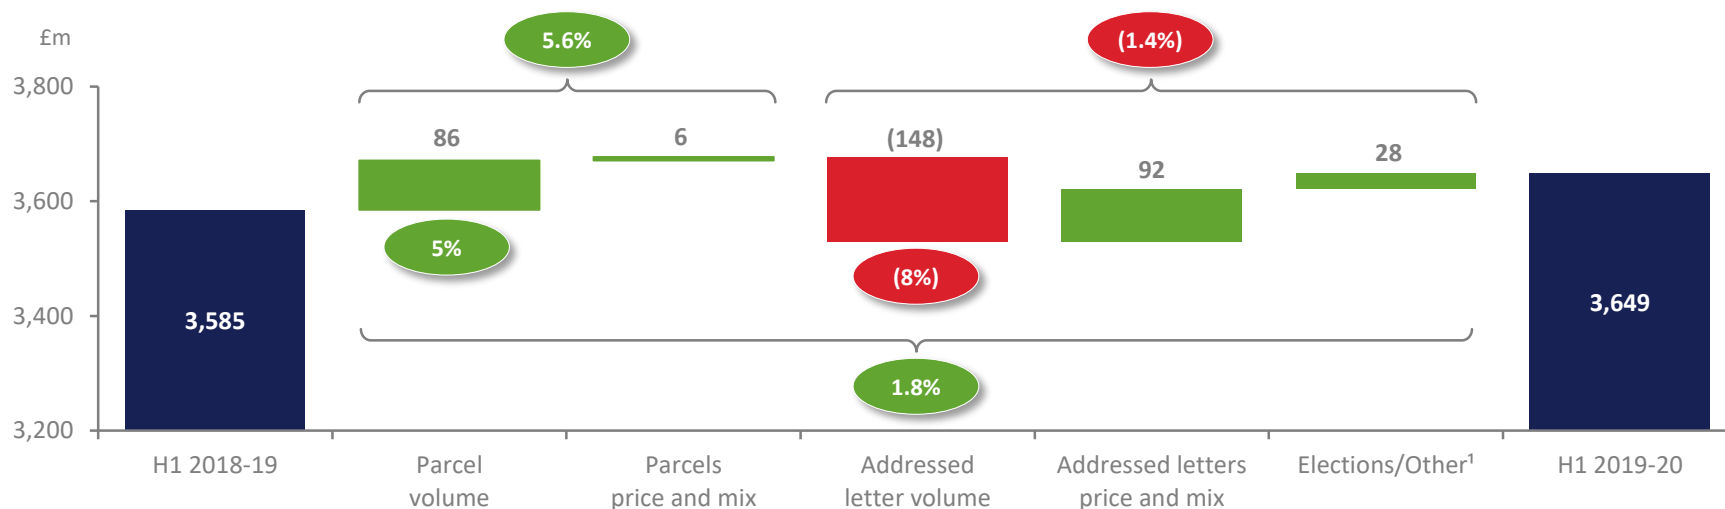 £m
5.6%
(1.4%)
3,800
86
6
(148)
92
28
3,600
5%
(8%)
3,400
3,585
3,649
1.8%
3,200
H1 2018-19
Parcel
volume
Parcels
price and mix
Addressed
letter volume
Addressed letters
price and mix
Elections/Other¹
H1 2019-20